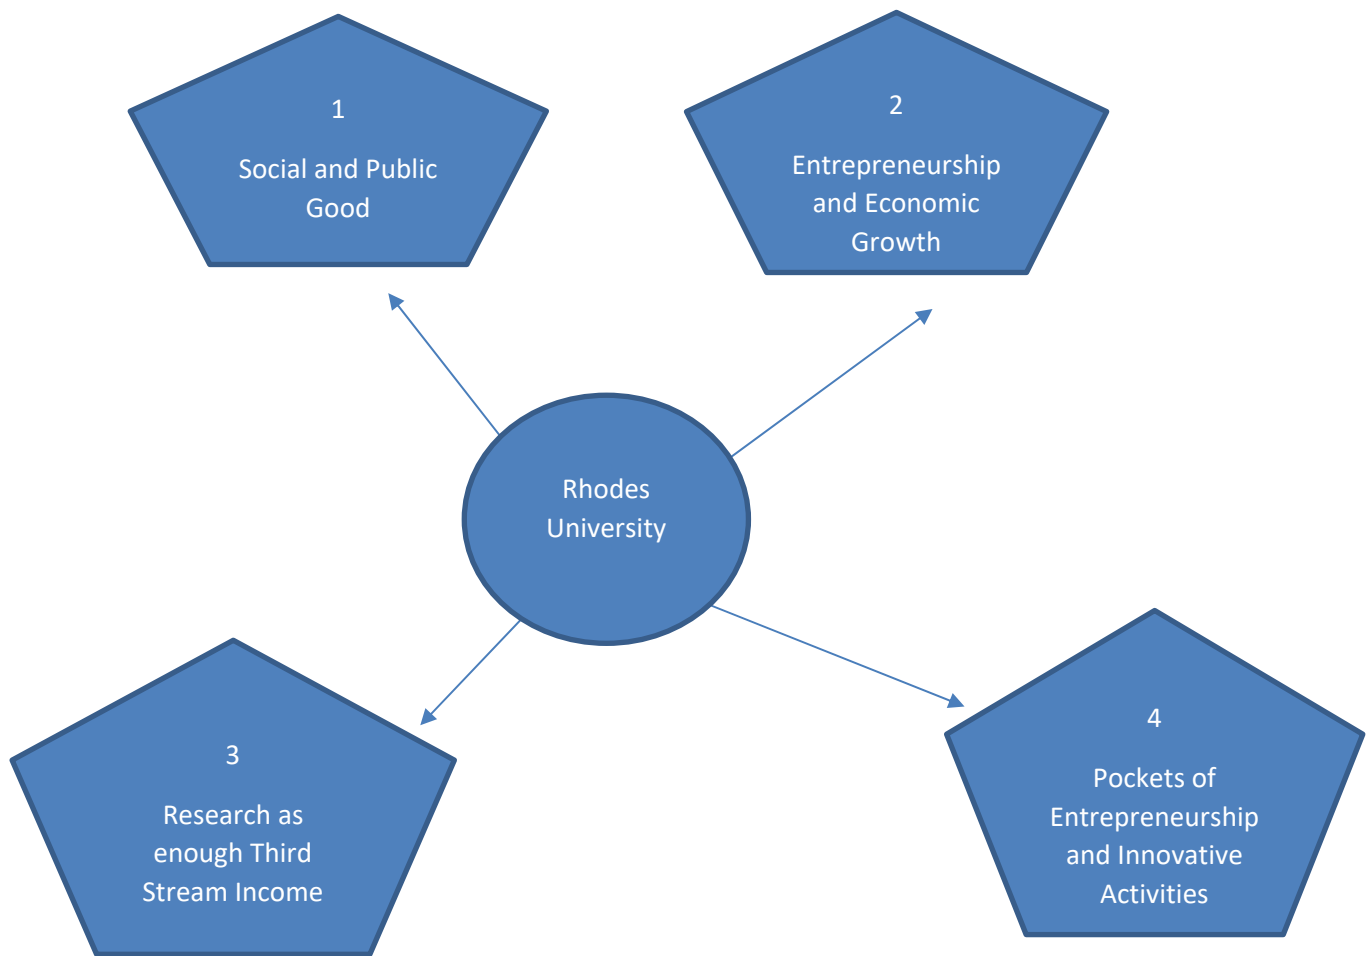 1
Social and Public
Good
2
Entrepreneurship
and Economic
Growth
Rhodes
University
3
Research as
enough Third
Stream Income
4
Pockets of
Entrepreneurship
and Innovative
Activities